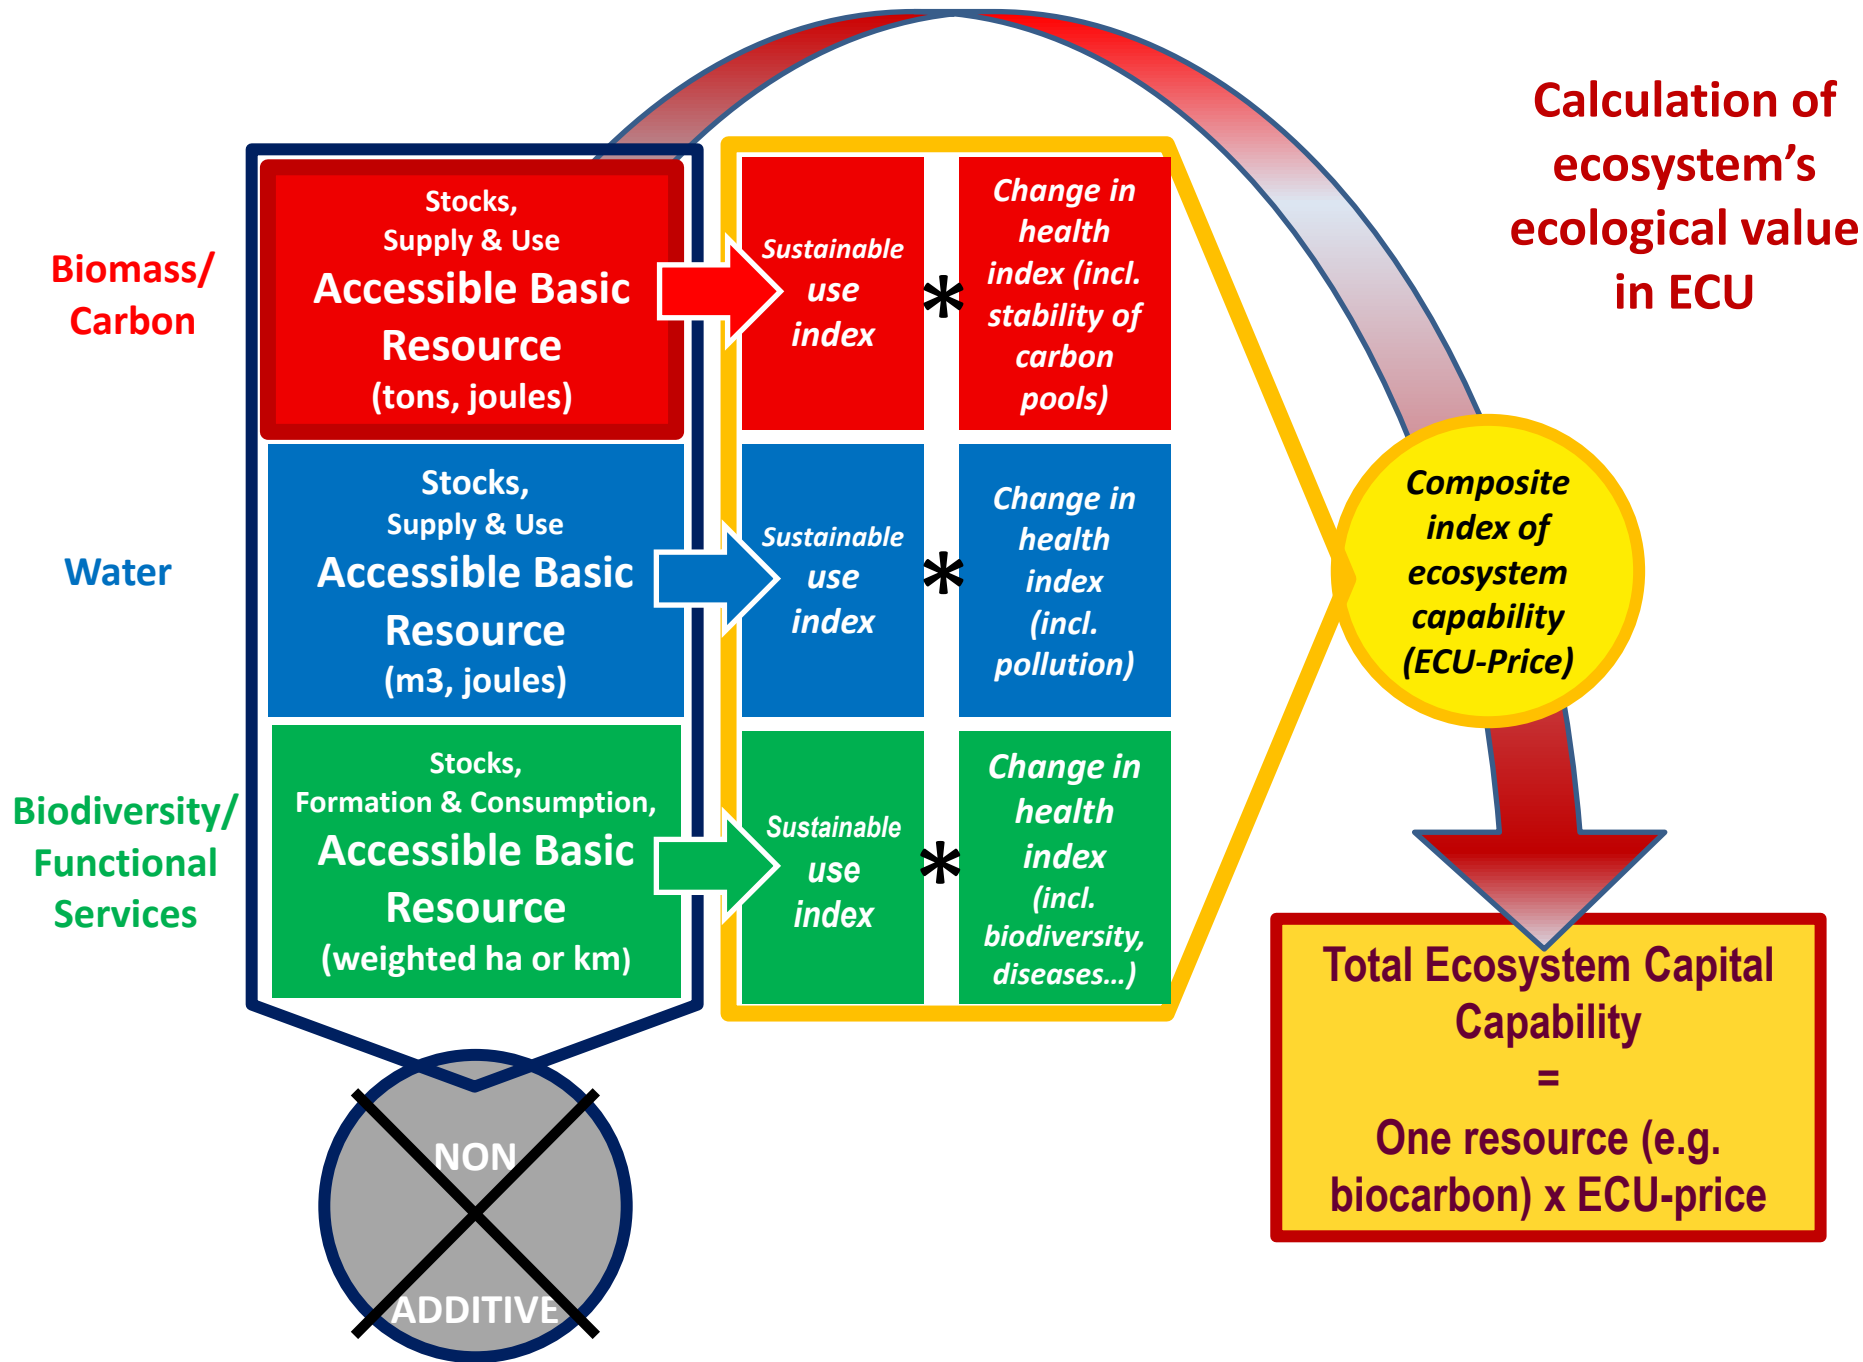 Calculation of
ecosystem's
ecological value
in ECU
Biomass/
Carbon
Stocks,
Supply & Use
Accessible Basic
Resource
(tons, joules)
Sustainable
use
index
*
Change in
health
index (incl.
stability of
carbon
pools)
Water
Stocks,
Supply & Use
Accessible Basic
Resource
(m3, joules)
Sustainable
use
index
*
Change in
health
index
(incl.
pollution)
Biodiversity/
Functional
Services
Stocks,
Formation & Consumption,
Accessible Basic
Resource
(weighted ha or km)
Sustainable
use
index
*
Change in
health
index
(incl.
biodiversity,
diseases...)
Composite
index of
ecosystem
capability
(ECU-Price)
Total Ecosystem Capital
Capability
=
One resource (e.g.
biocarbon) x ECU-price
NON
ADDITIVE